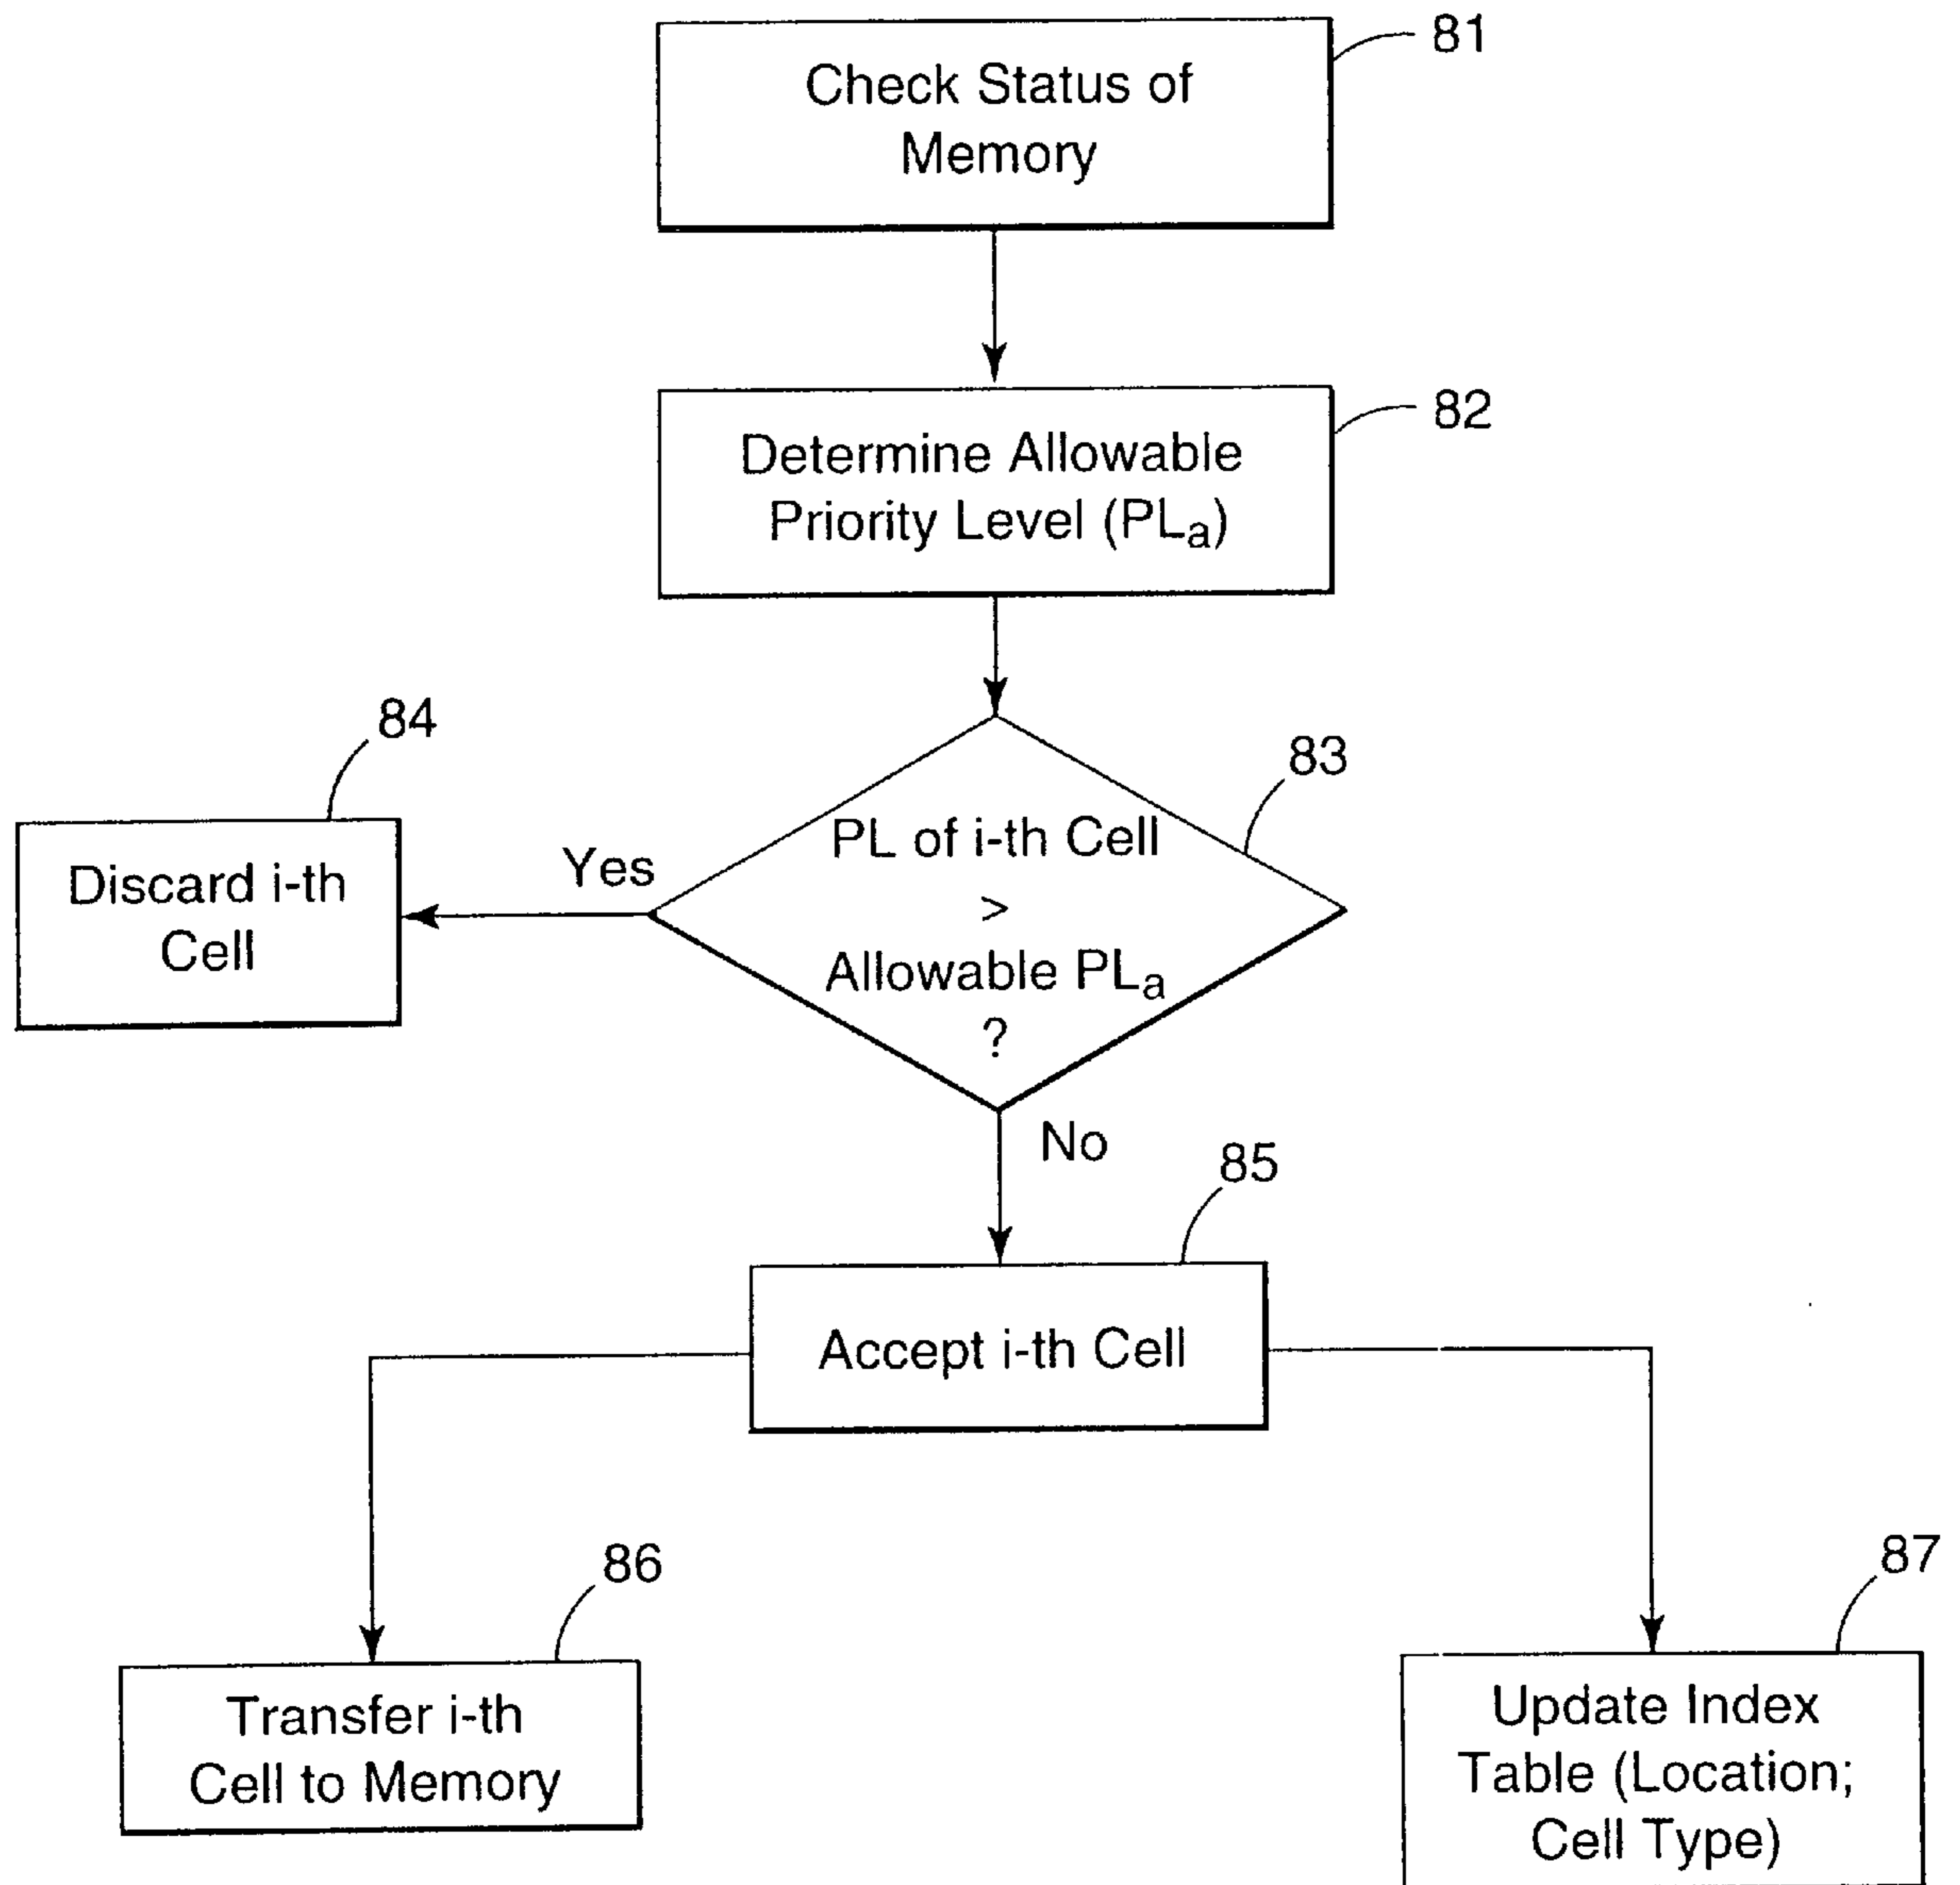 81
Check Status of
Memory
82
Determine Allowable
Priority Level (PLa)
84
83
Discard i-th
Cell
Yes
PL of i-th Cell
>
Allowable PLa
?
No
85
Accept i-th Cell
86
Transfer i-th
Cell to Memory
87
Update Index
Table (Location;
Cell Type)